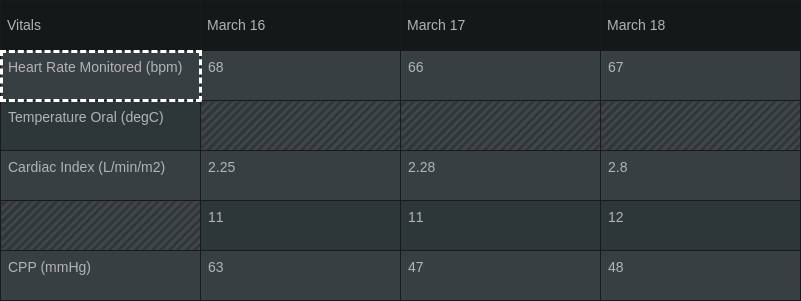 Vitals March 16 March 17 March 18
Heart Rate Monitored (bpm) 68 66 67
Temperature Oral (degC)
Cardiac Index (L/min/m2) 2.25 2.28 2.8
11 11 12
CPP (mmHg) 63 47 48